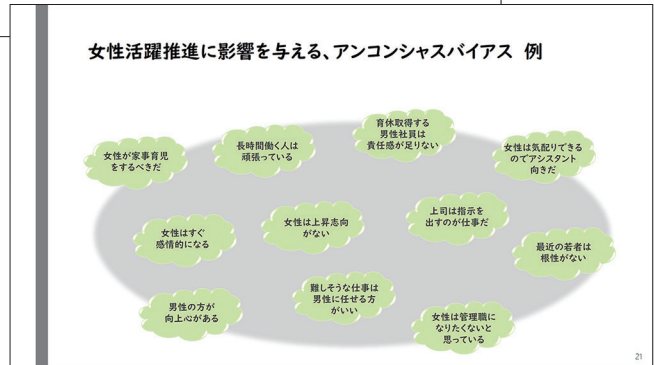 女性活躍推進に影響を与える、アンコンシャスバイアス 例
女性が家事育児
をするべきだ
長時間働く人は
頑張っている
育休取得する
男性社員は
責任感が足りない
女性は気配りできる
のでアシスタント
向きだ
女性はすぐ
感情的になる
女性は上昇志向
がない
上司は指示を
出すのが仕事だ
最近の若者は
根性がない
男性の方が
向上心がある
難しそうな仕事は
男性に任せる方
がいい
女性は管理職に
なりたくないと
思っている
21